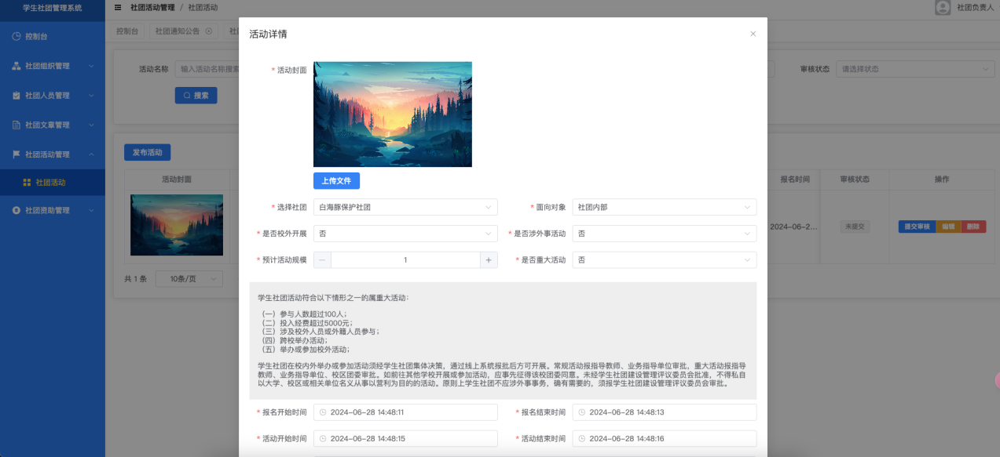 学生社团管理系统
社团活动管理 / 社团活动
社团负责人
控制台
社团组织管理
社团人员管理
社团文章管理
社团活动管理
社团活动
社团资助管理
控制台
社团通知公告
社
活动名称 输入活动名称搜索
搜索
审核状态 请选择状态
发布活动
活动封面
报名时间 审核状态 操作
2024-06-2... 未提交 提交审核 编辑 删除
共 1 条 10条/页
活动详情
* 活动封面
上传文件
* 选择社团 白海豚保护社团 * 面向对象 社团内部
* 是否校外开展 否 * 是否涉外事活动 否
* 预计活动规模 − 1 + * 是否重大活动 否
学生社团活动符合以下情形之一的属重大活动：
（一）参与人数超过100人；
（二）投入经费超过5000元；
（三）涉及校外人员或外籍人员参与；
（四）跨校举办活动；
（五）举办或参加校外活动；
学生社团在校内外举办或参加活动须经学生社团集体决策，通过线上系统报批后方可开展。常规活动报指导教师、业务指导单位审批，重大活动报指导
教师、业务指导单位、校区团委审批。如前往其他学校开展或参加活动，应事先征得该校团委同意。未经学生社团建设管理评议委员会批准，不得私自
以大学、校区或相关单位名义从事以营利为目的的活动。原则上学生社团不应涉外事事务，确有需要的，须报学生社团建设管理评议委员会审批。
* 报名开始时间 2024-06-28 14:48:11 * 报名结束时间 2024-06-28 14:48:13
* 活动开始时间 2024-06-28 14:48:15 * 活动结束时间 2024-06-28 14:48:16